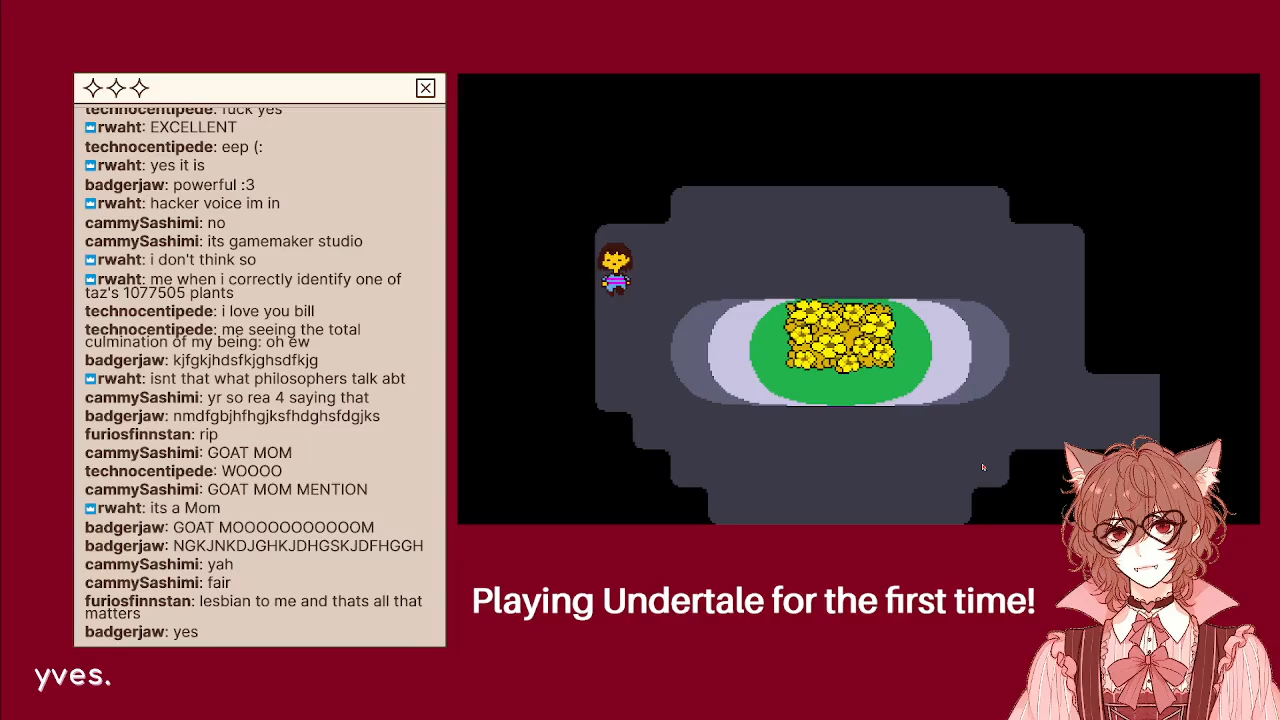 technocentipede: fuck yes
rwaht: EXCELLENT
technocentipede: eep (:
rwaht: yes it is
badgerjaw: powerful :3
rwaht: hacker voice im in
cammySashimi: no
cammySashimi: its gamemaker studio
rwaht: i don't think so
rwaht: me when i correctly identify one of
taz's 1077505 plants
technocentipede: i love you bill
technocentipede: me seeing the total
culmination of my being: oh ew
badgerjaw: kjfgkjhdsfkjghsdfkjg
rwaht: isnt that what philosophers talk abt
cammySashimi: yr so rea 4 saying that
badgerjaw: nmdfgbjhfhgjksfhdghsfdgjks
furiosfinnstan: rip
cammySashimi: GOAT MOM
technocentipede: WOOOO
cammySashimi: GOAT MOM MENTION
rwaht: its a Mom
badgerjaw: GOAT MOOOOOOOOOOM
badgerjaw: NGKJNKDJGHKJDHGSKJDFHGGH
cammySashimi: yah
cammySashimi: fair
furiosfinnstan: lesbian to me and thats all that
matters
badgerjaw: yes
Playing Undertale for the first time!
yves.